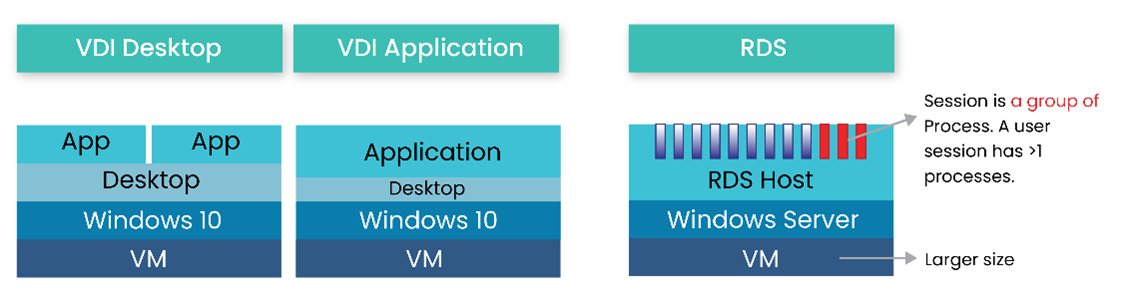 VDI Desktop
VDI Application
RDS
App
App
Desktop
Windows 10
VM
Application
Desktop
Windows 10
VM
RDS Host
Windows Server
VM
Session is a group of
Process. A user
session has >1
processes.
Larger size